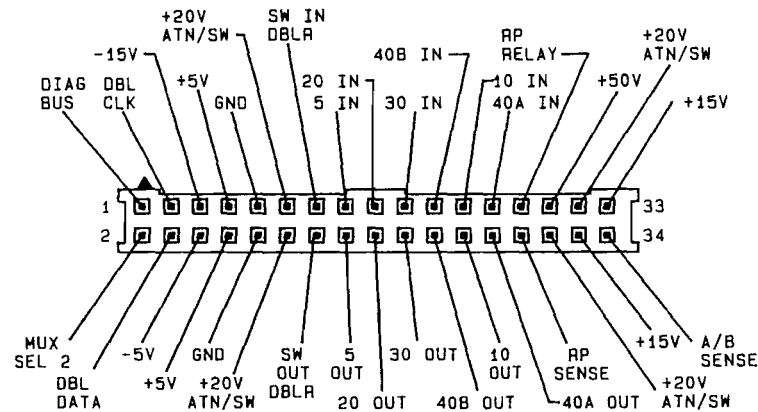 +20V
ATN/SW
SW IN
DBLR
RP
RELAY
+20V
ATN/SW
-15V
40B IN
DIAG
BUS
DBL
CLK
+5V
GND
20 IN
5 IN
30 IN
10 IN
40A IN
+50V
+15V
1
33
2
34
MUX
SEL 2
DBL
DATA
-5V
+5V
GND
+20V
ATN/SW
SW
OUT
DBLR
5
OUT
20 OUT
30 OUT
40B OUT
10
OUT
RP
SENSE
40A OUT
+15V
+20V
ATN/SW
A/B
SENSE